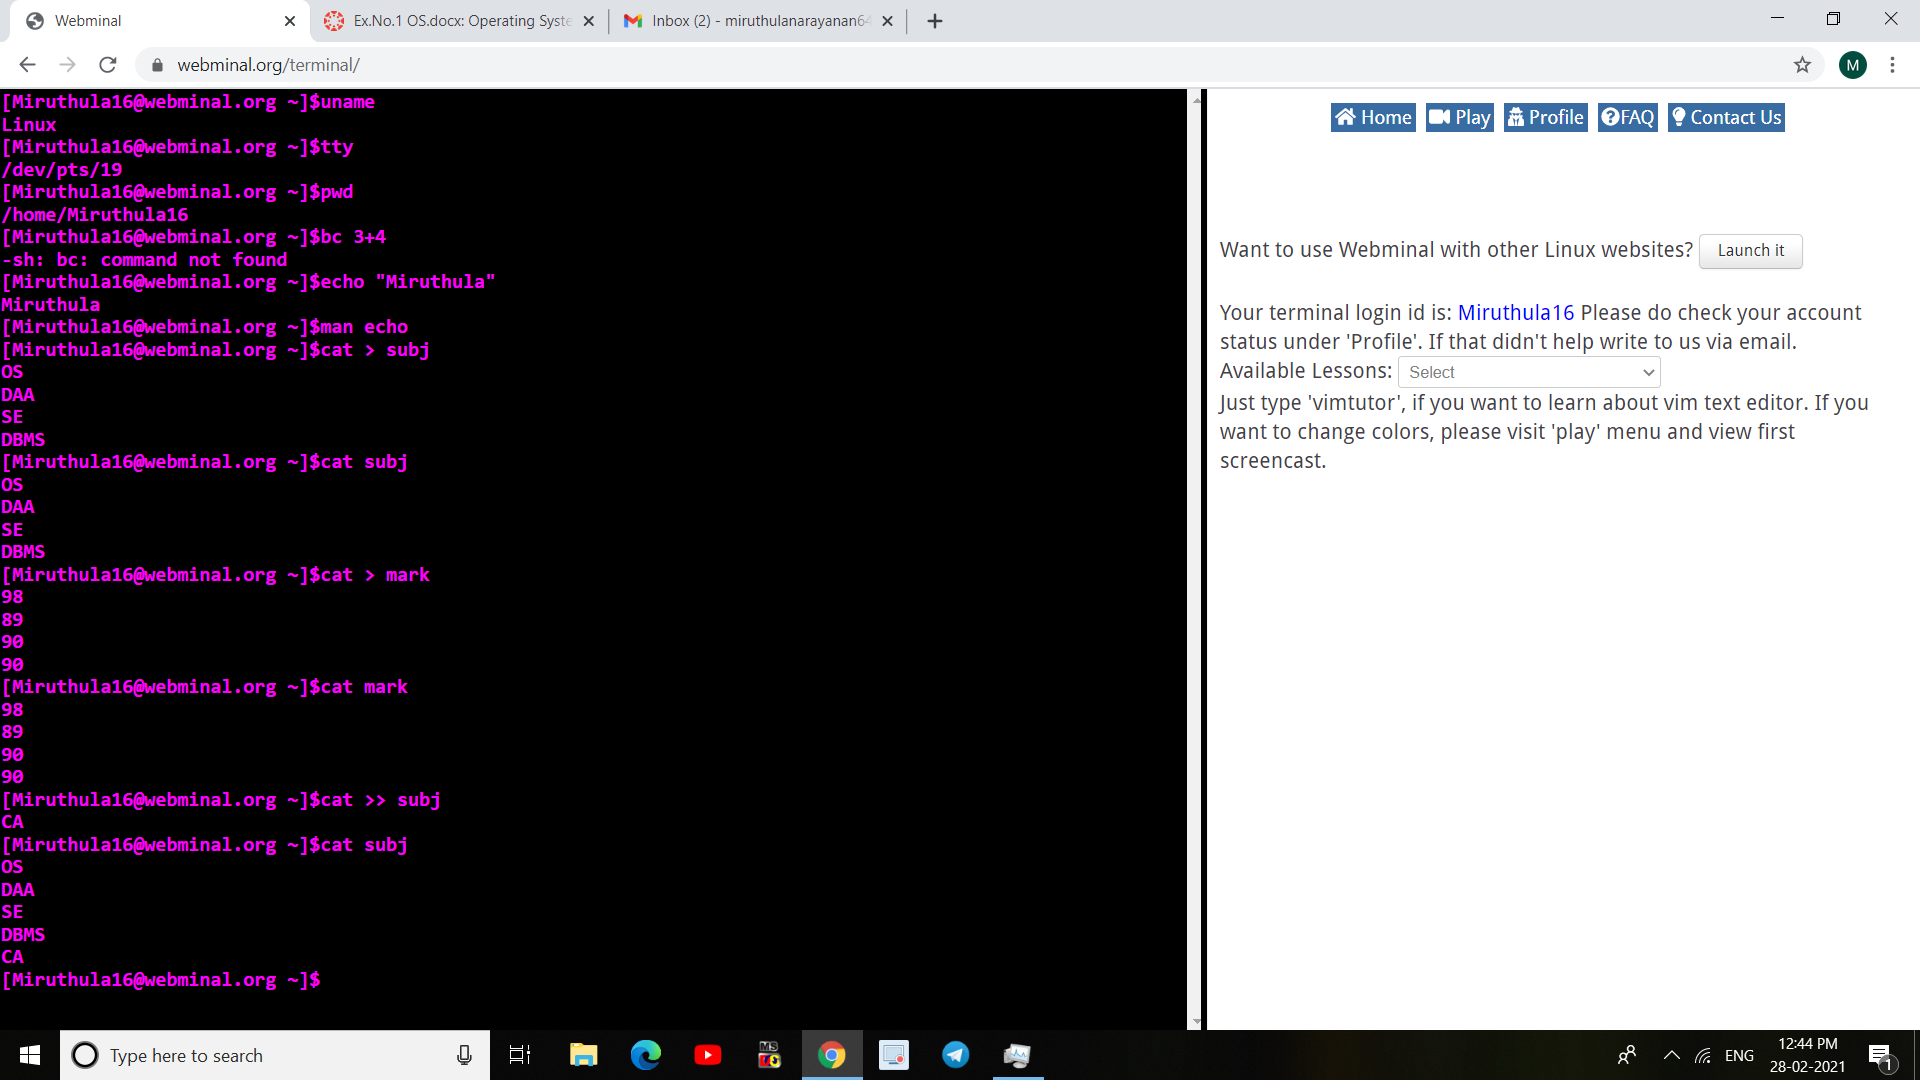 Webminal
Ex.No.1 OS.docx: Operating Syste
Inbox (2) - miruthulanarayanan64
webminal.org/terminal/
M
[Miruthula16@webminal.org ~]$uname
Linux
[Miruthula16@webminal.org ~]$tty
/dev/pts/19
[Miruthula16@webminal.org ~]$pwd
/home/Miruthula16
[Miruthula16@webminal.org ~]$bc 3+4
-sh: bc: command not found
[Miruthula16@webminal.org ~]$echo "Miruthula"
Miruthula
[Miruthula16@webminal.org ~]$man echo
[Miruthula16@webminal.org ~]$cat > subj
OS
DAA
SE
DBMS
[Miruthula16@webminal.org ~]$cat subj
OS
DAA
SE
DBMS
[Miruthula16@webminal.org ~]$cat > mark
98
89
90
90
[Miruthula16@webminal.org ~]$cat mark
98
89
90
90
[Miruthula16@webminal.org ~]$cat >> subj
CA
[Miruthula16@webminal.org ~]$cat subj
OS
DAA
SE
DBMS
CA
[Miruthula16@webminal.org ~]$
Home Play Profile FAQ Contact Us
Want to use Webminal with other Linux websites? Launch it
Your terminal login id is: Miruthula16 Please do check your account
status under 'Profile'. If that didn't help write to us via email.
Available Lessons: Select
Just type 'vimtutor', if you want to learn about vim text editor. If you
want to change colors, please visit 'play' menu and view first
screencast.
Type here to search
MS
ENG
12:44 PM
28-02-2021
1